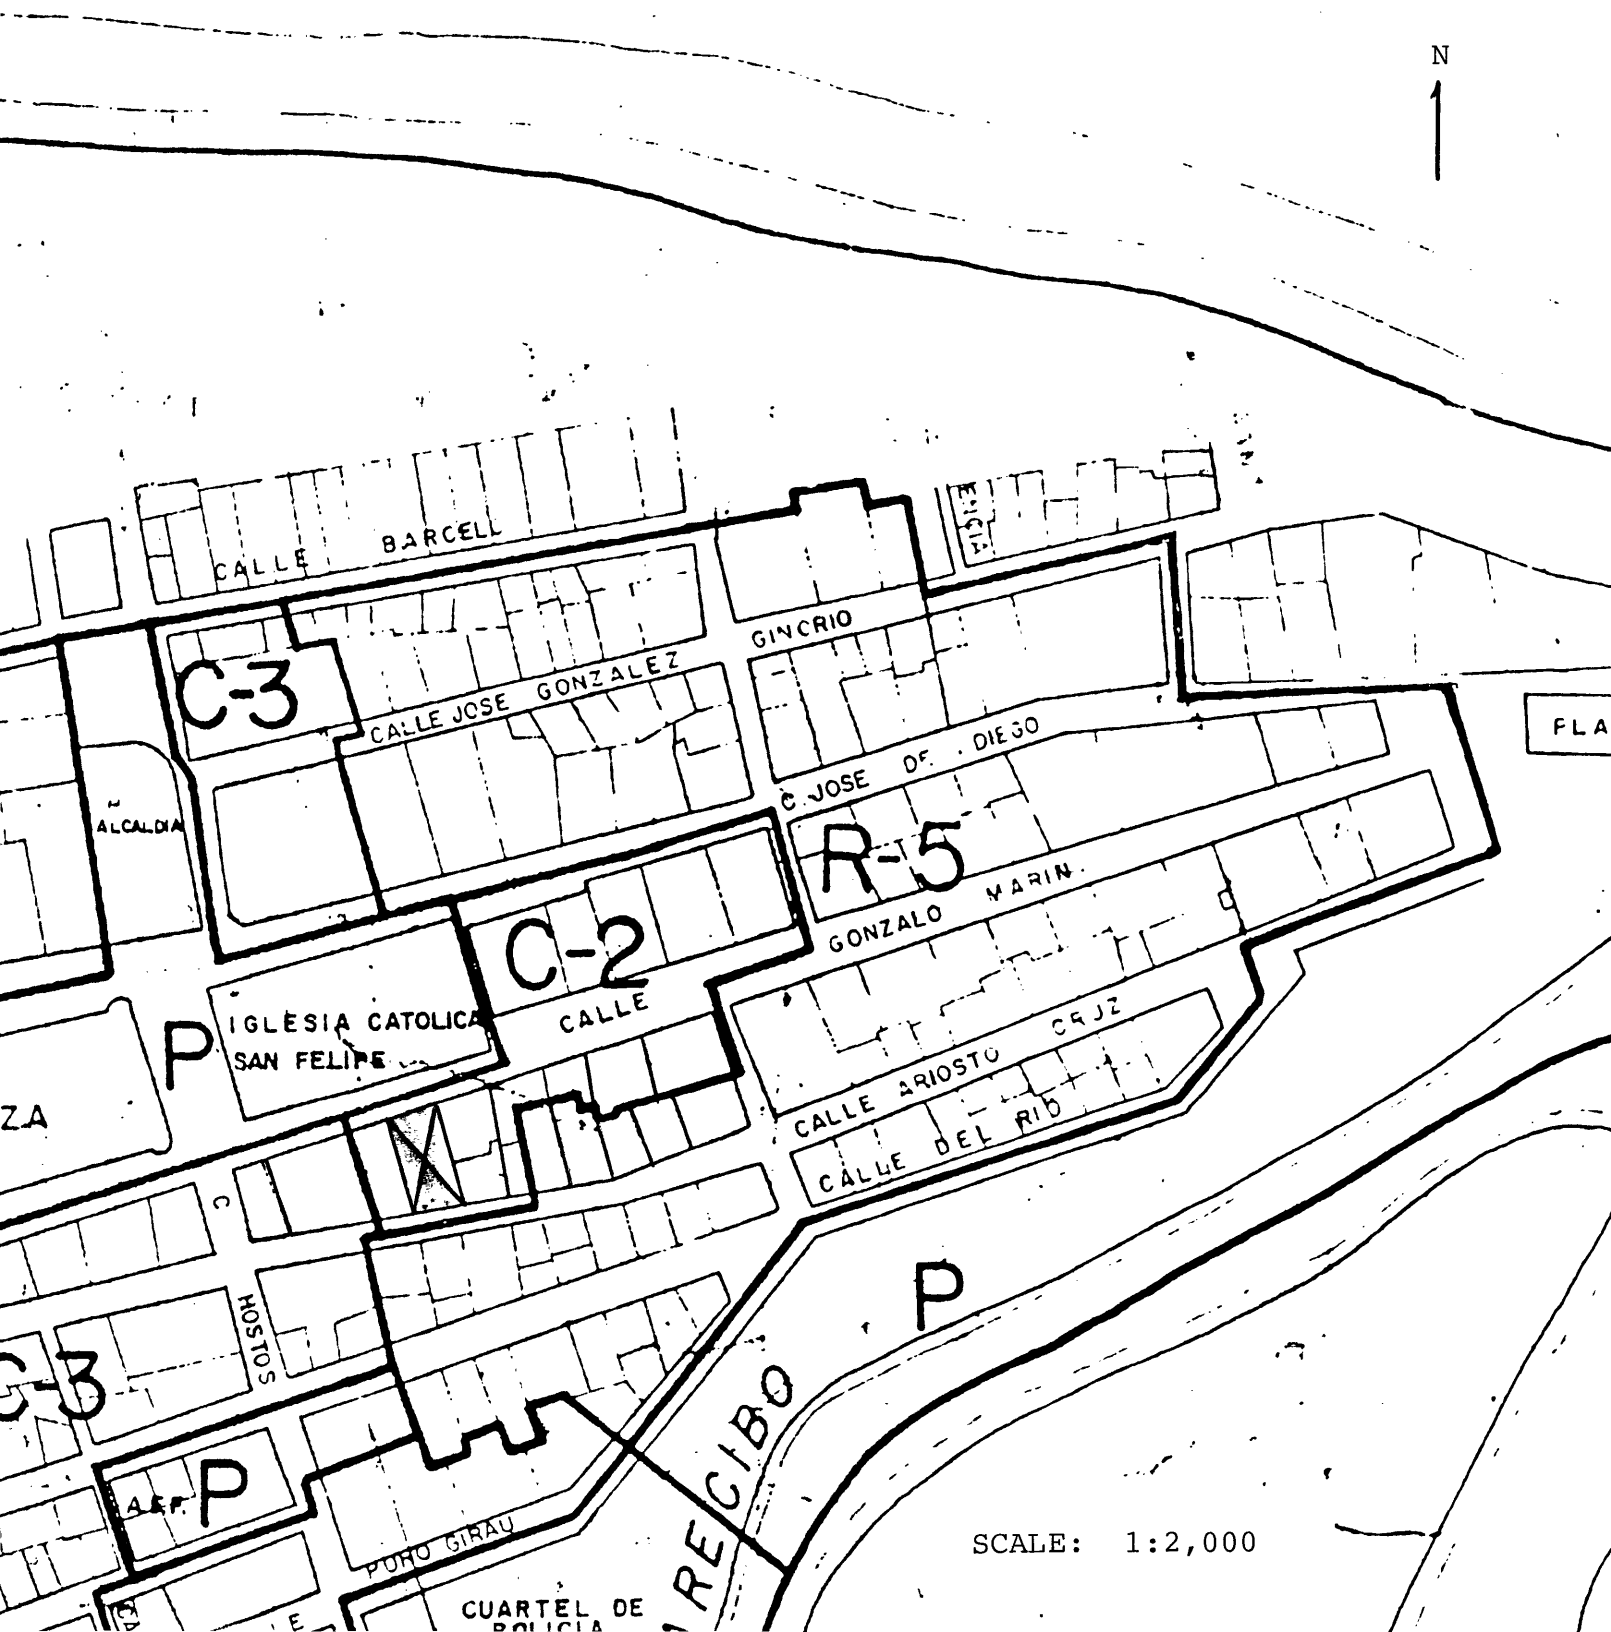 N
CALLE BARCELL
C-3
GINCRIO
CALLE JOSE GONZALEZ
C. JOSE DE DIEGO
FLA
ALCALDIA
R-5
GONZALO MARIN
C-2
CALLE
P
IGLESIA CATOLICA
SAN FELIPE
ZA
CALLE ARIOSTO CRUZ
CALLE DEL RIO
C
HOSTOS
P
C-3
P
ARECIBO
PURO GIRAU
SCALE: 1:2,000
CUARTEL DE
POLICIA